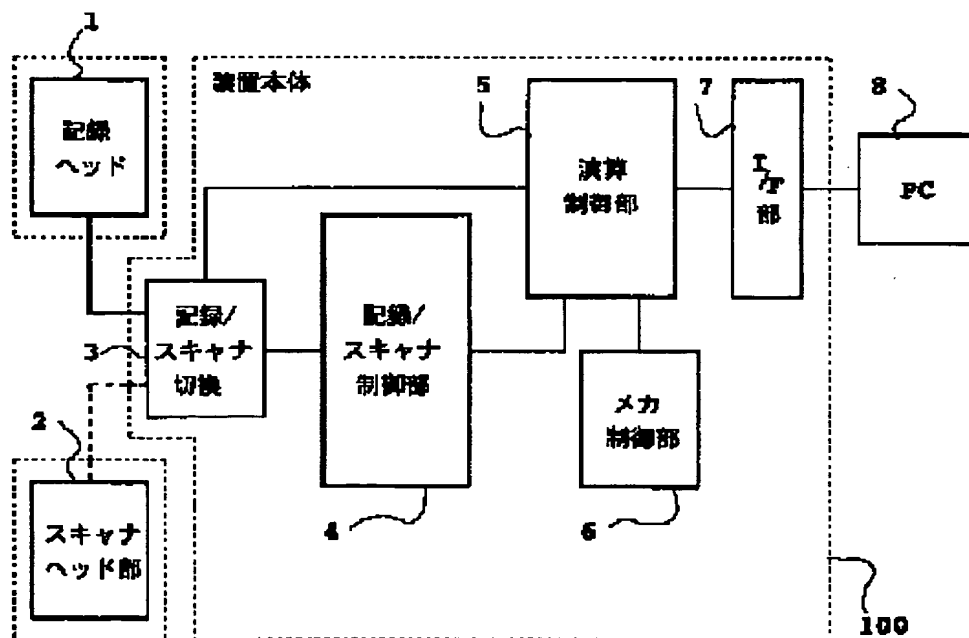 1
装置本体
5
7
8
記録
ヘッド
演算
制御部
I/F
部
PC
記録/
スキャナ
切換
3
記録/
スキャナ
制御部
メカ
制御部
2
スキャナ
ヘッド部
4
6
100